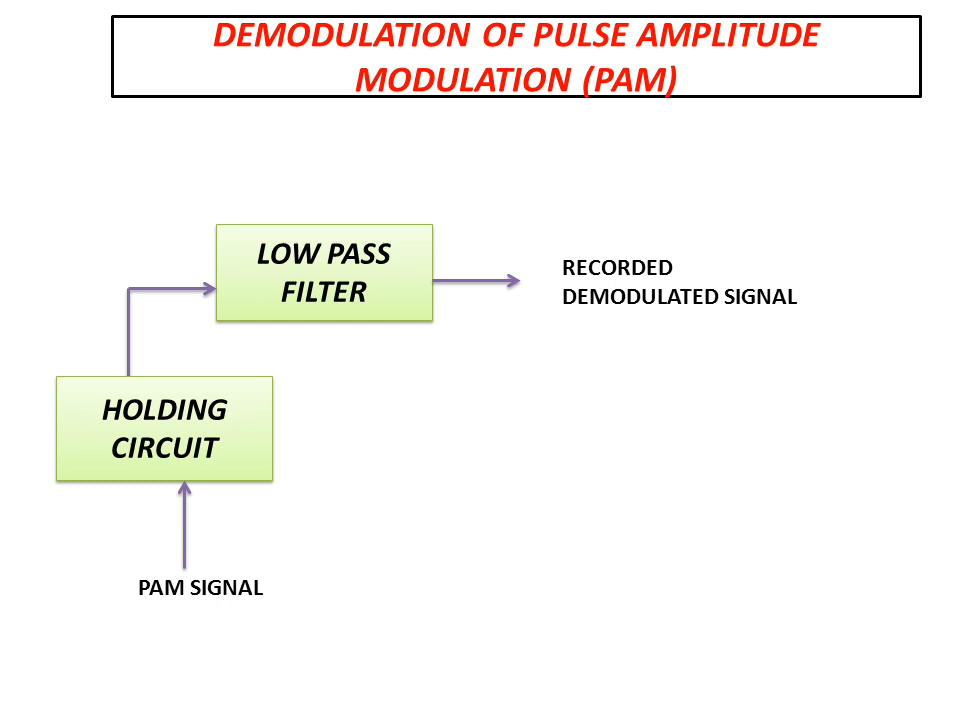 DEMODULATION OF PULSE AMPLITUDE
MODULATION (PAM)
LOW PASS
FILTER
RECORDED
DEMODULATED SIGNAL
HOLDING
CIRCUIT
PAM SIGNAL